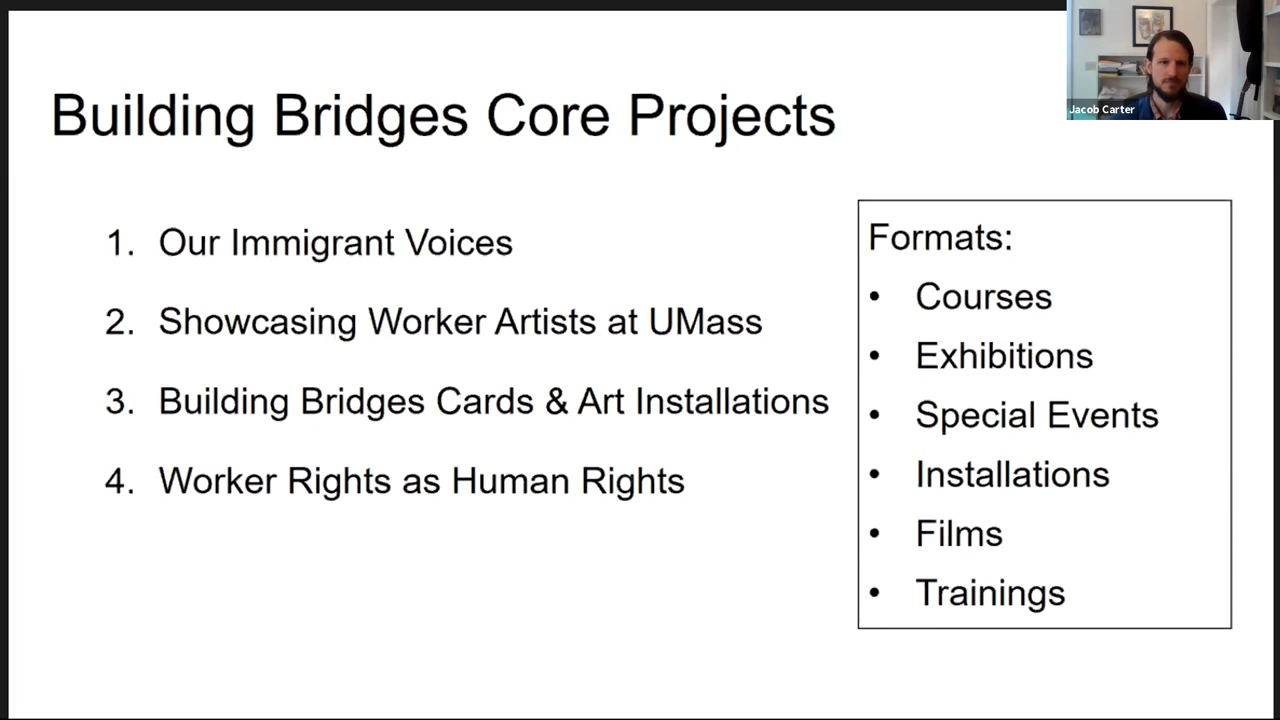 Building Bridges Core Projects
1. Our Immigrant Voices
2. Showcasing Worker Artists at UMass
3. Building Bridges Cards & Art Installations
4. Worker Rights as Human Rights
Formats:
• Courses
• Exhibitions
• Special Events
• Installations
• Films
• Trainings
Jacob Carter